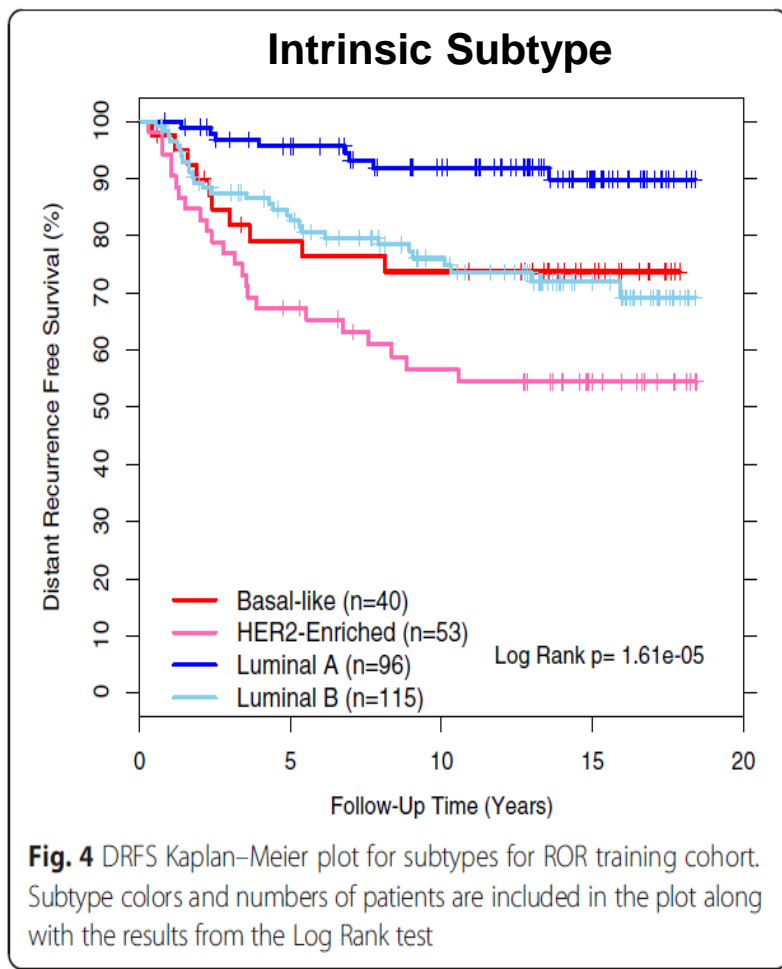 Intrinsic Subtype
Distant Recurrence Free Survival (%)
100
90
80
70
60
50
40
30
20
10
0
Basal-like (n=40)
HER2-Enriched (n=53)
Luminal A (n=96)
Luminal B (n=115)
Log Rank p= 1.61e-05
0 5 10 15 20
Follow-Up Time (Years)
Fig. 4 DRFS Kaplan–Meier plot for subtypes for ROR training cohort.
Subtype colors and numbers of patients are included in the plot along
with the results from the Log Rank test